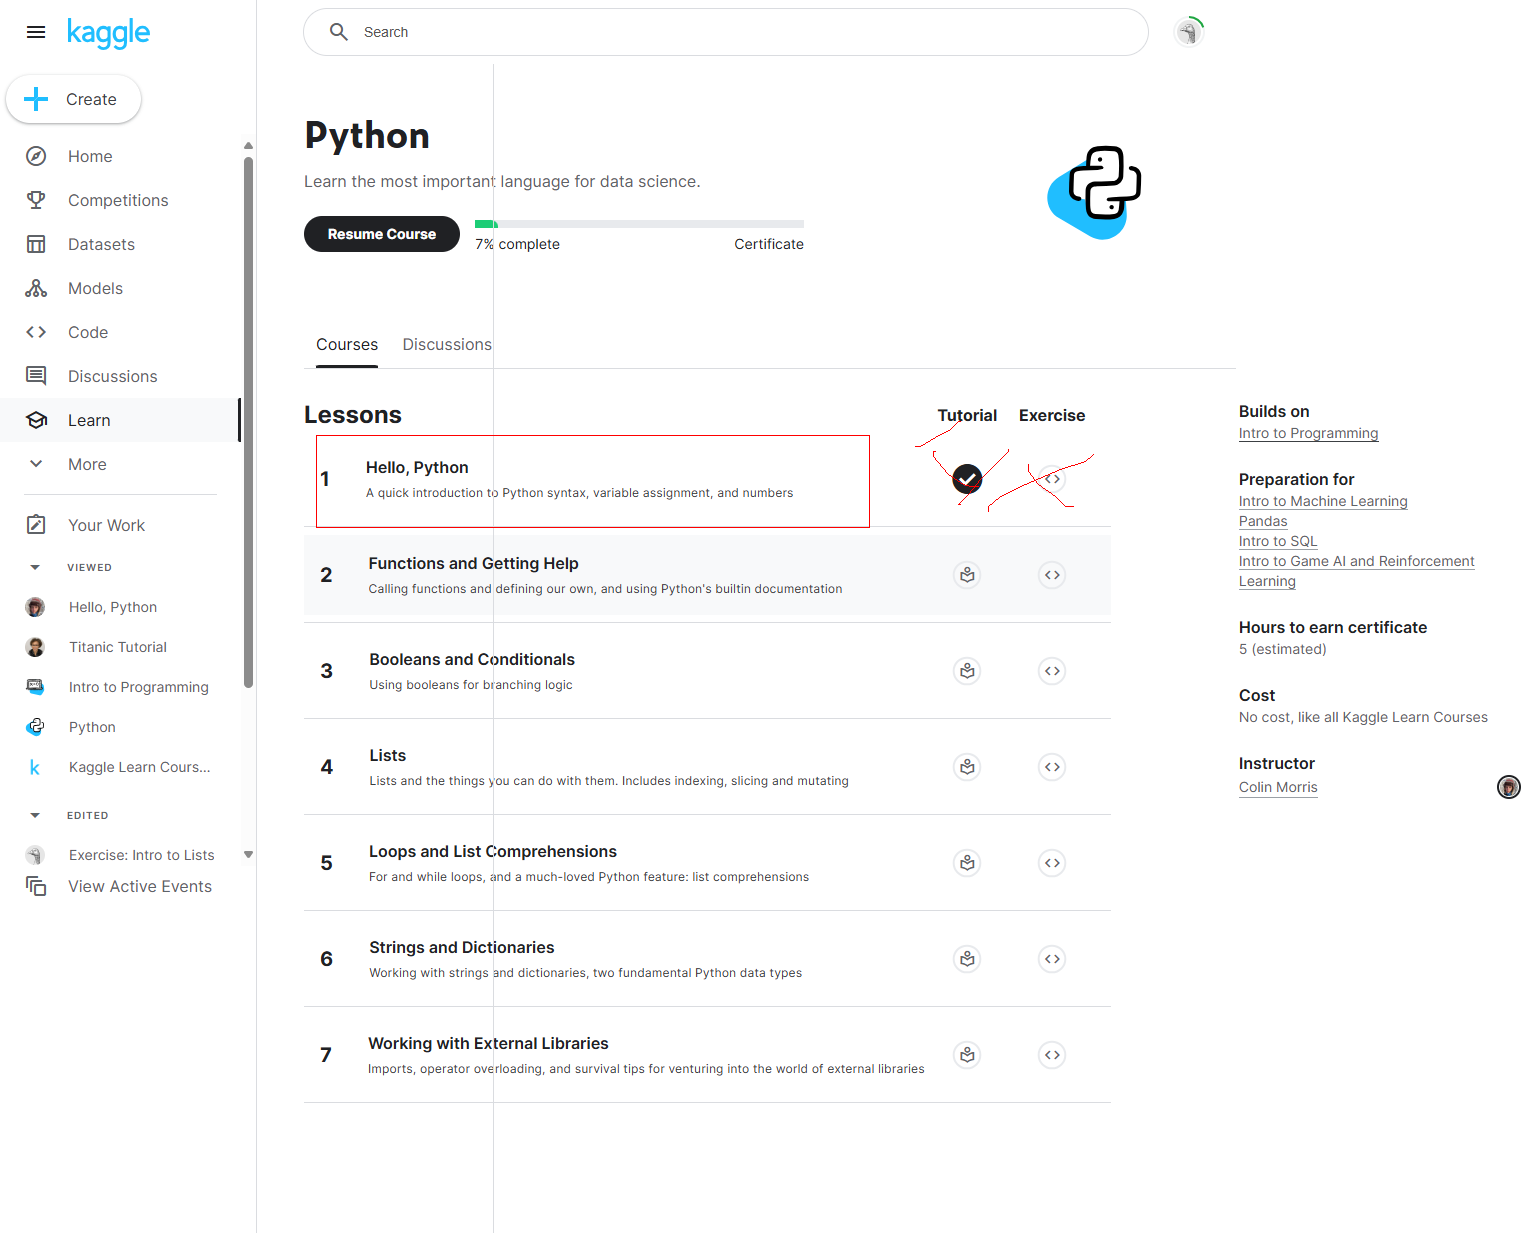 kaggle
Search
Create
Home
Competitions
Datasets
Models
Code
Discussions
Learn
More
Your Work
VIEWED
Hello, Python
Titanic Tutorial
Intro to Programming
Python
k
Kaggle Learn Cours...
EDITED
Exercise: Intro to Lists
View Active Events
Python
Learn the most important language for data science.
Resume Course
7% complete
Certificate
Courses
Discussions
Lessons
Tutorial
Exercise
1
Hello, Python
A quick introduction to Python syntax, variable assignment, and numbers
2
Functions and Getting Help
Calling functions and defining our own, and using Python's builtin documentation
3
Booleans and Conditionals
Using booleans for branching logic
4
Lists
Lists and the things you can do with them. Includes indexing, slicing and mutating
5
Loops and List Comprehensions
For and while loops, and a much-loved Python feature: list comprehensions
6
Strings and Dictionaries
Working with strings and dictionaries, two fundamental Python data types
7
Working with External Libraries
Imports, operator overloading, and survival tips for venturing into the world of external libraries
Builds on
Intro to Programming
Preparation for
Intro to Machine Learning
Pandas
Intro to SQL
Intro to Game AI and Reinforcement
Learning
Hours to earn certificate
5 (estimated)
Cost
No cost, like all Kaggle Learn Courses
Instructor
Colin Morris